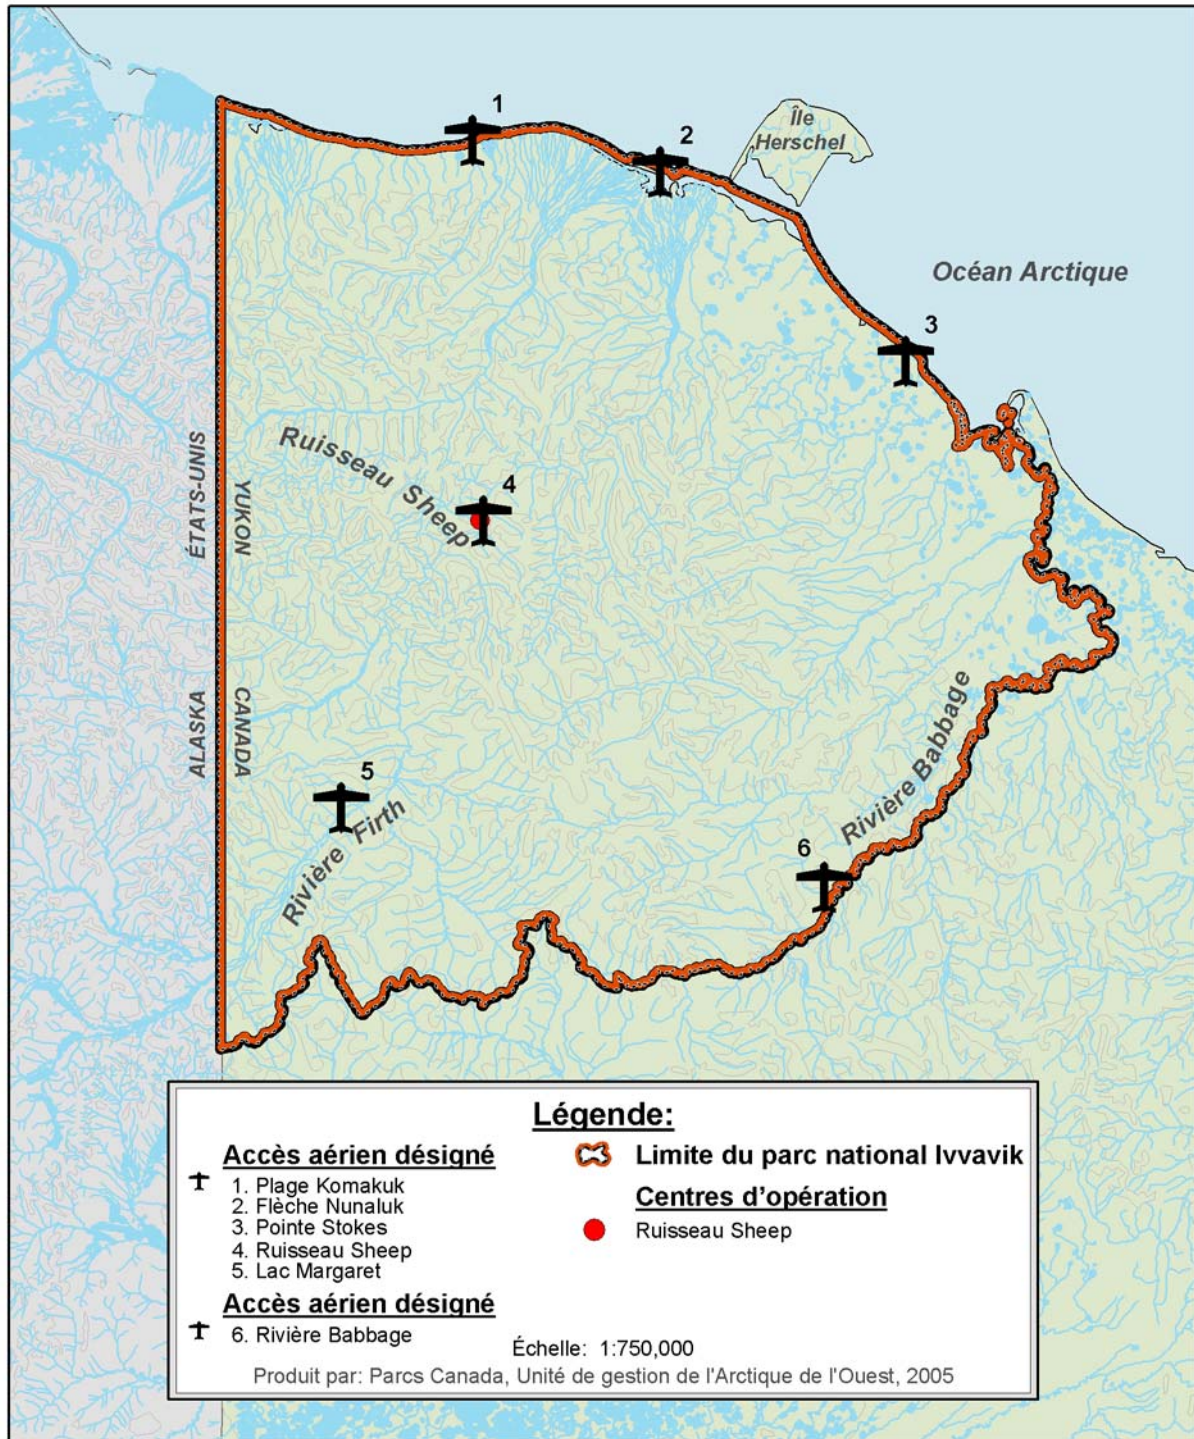 1
2
Île
Herschel
Océan Arctique
3
Ruisseau Sheep
4
ÉTATS-UNIS
YUKON
ALASKA
CANADA
5
Rivière Firth
Rivière Babbage
6
Légende:
Accès aérien désigné
1. Plage Komakuk
2. Flèche Nunaluk
3. Pointe Stokes
4. Ruisseau Sheep
5. Lac Margaret
Accès aérien désigné
6. Rivière Babbage
Limite du parc national Ivvavik
Centres d'opération
Ruisseau Sheep
Échelle: 1:750,000
Produit par: Parcs Canada, Unité de gestion de l'Arctique de l'Ouest, 2005